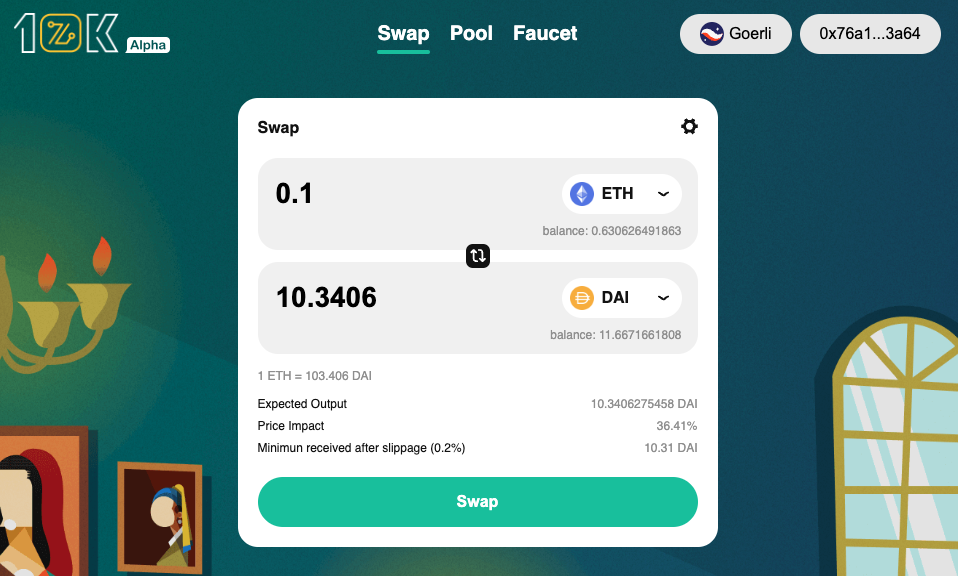 10K Alpha
Swap Pool Faucet
Goerli
0x76a1...3a64
Swap
0.1
ETH
balance: 0.630626491863
10.3406
DAI
balance: 11.6671661808
1 ETH = 103.406 DAI
Expected Output 10.3406275458 DAI
Price Impact 36.41%
Minimun received after slippage (0.2%) 10.31 DAI
Swap